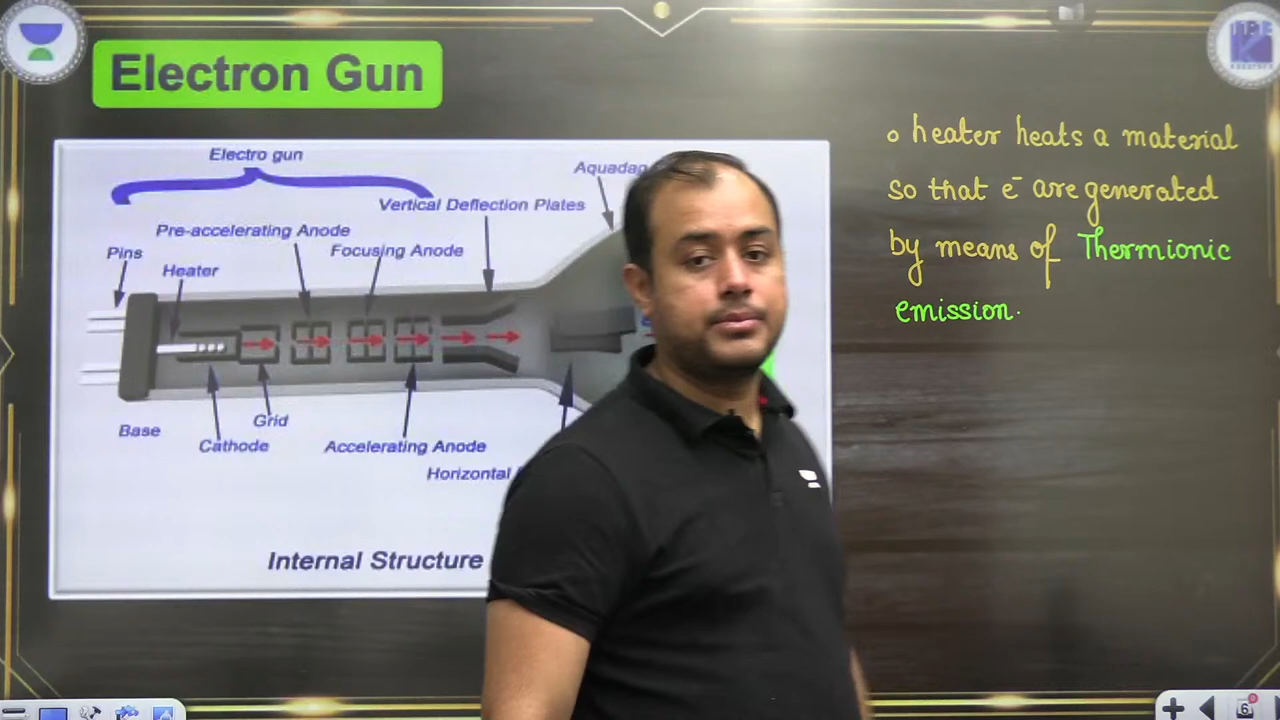 Electron Gun
Electro gun
Aquadag
Vertical Deflection Plates
Pre-accelerating Anode
Focusing Anode
Pins
Heater
Base
Cathode
Grid
Accelerating Anode
Horizontal
Internal Structure
o heater heats a material
so that e⁻ are generated
by means of Thermionic
emission.
6